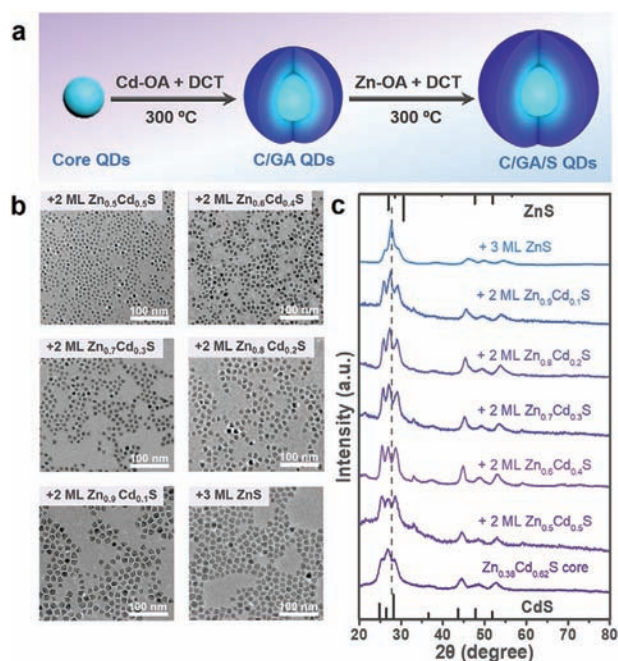 a
Cd-OA + DCT
Zn-OA + DCT
300 ºC
300 ºC
Core QDs
C/GA QDs
C/GA/S QDs
b
+2 ML Zn0.5Cd0.5S
100 nm
+2 ML Zn0.6Cd0.4S
100 nm
+2 ML Zn0.7Cd0.3S
100 nm
+2 ML Zn0.8 Cd0.2S
100 nm
+2 ML Zn0.9 Cd0.1S
100 nm
+3 ML ZnS
100 nm
c
ZnS
+ 3 ML ZnS
+ 2 ML Zn0.9Cd0.1S
+ 2 ML Zn0.8Cd0.2S
+ 2 ML Zn0.7Cd0.3S
+ 2 ML Zn0.6Cd0.4S
+ 2 ML Zn0.5Cd0.5S
Zn0.38Cd0.62S core
CdS
Intensity (a.u.)
20 30 40 50 60 70 80
2θ (degree)